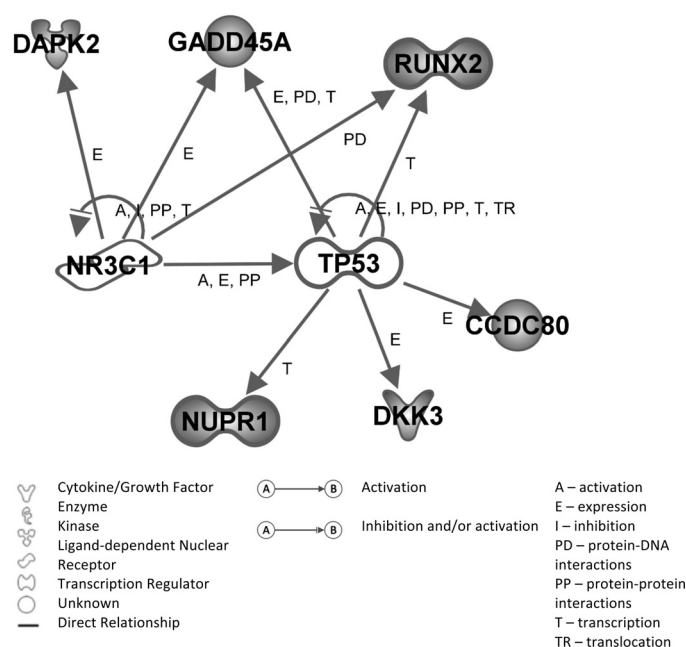 DAPK2
GADD45A
RUNX2
E, PD, T
PD
E
E
T
A, I, PP, T
A, E, I, PD, PP, T, TR
NR3C1
TP53
A, E, PP
E
CCDC80
E
T
NUPR1
DKK3
Cytokine/Growth Factor
Enzyme
Kinase
Ligand-dependent Nuclear
Receptor
Transcription Regulator
Unknown
Direct Relationship
A B Activation
A B Inhibition and/or activation
A – activation
E – expression
I – inhibition
PD – protein-DNA
interactions
PP – protein-protein
interactions
T – transcription
TR – translocation